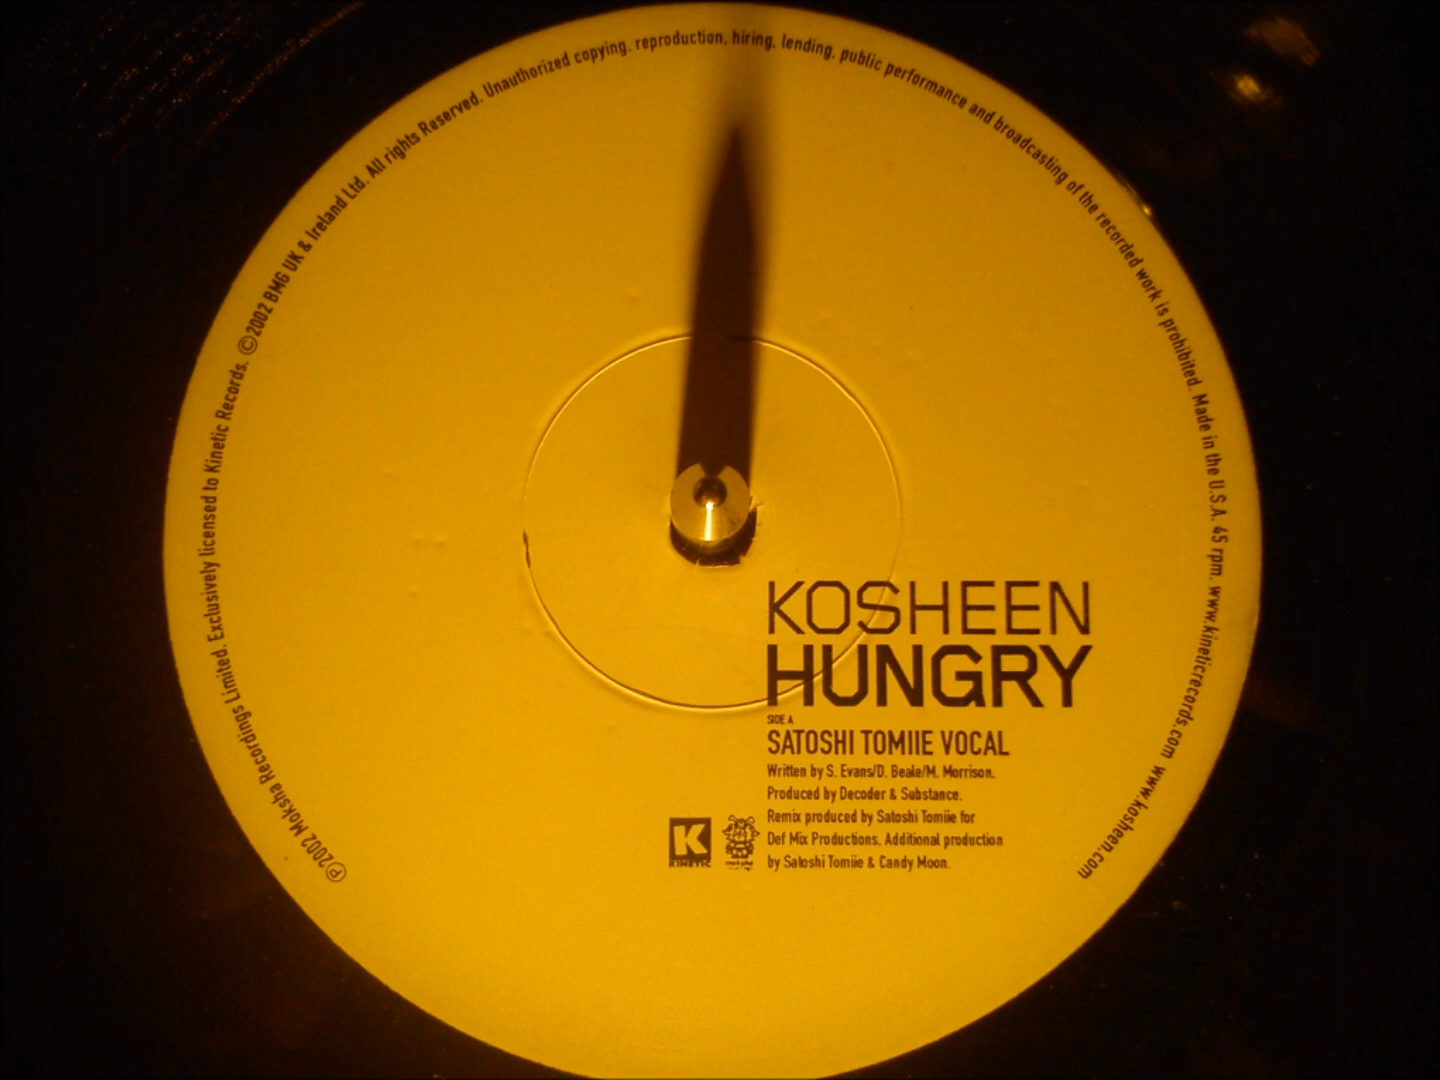 ℗2002 Moksha Recordings Limited. Exclusively licensed to Kinetic Records. ©2002 BMG UK & Ireland Ltd. All rights Reserved. Unauthorized copying, reproduction, hiring, lending, public performance and broadcasting of the recorded work is prohibited. Made in the U.S.A. 45 rpm. www.kineticrecords.com www.kosheen.com
KOSHEEN
HUNGRY
SIDE A
SATOSHI TOMIIE VOCAL
Written by S. Evans/D. Beale/M. Morrison.
Produced by Decoder & Substance.
Remix produced by Satoshi Tomiie for
Def Mix Productions. Additional production
by Satoshi Tomiie & Candy Moon.
K
KINETIC
moksha